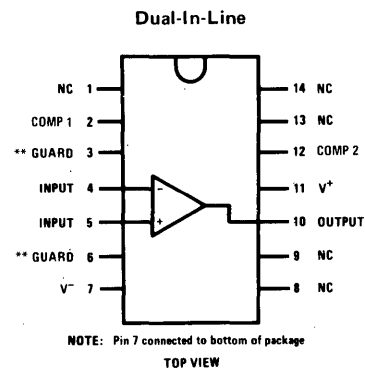 Dual-In-Line
NC 1
14 NC
COMP 1 2
13 NC
** GUARD 3
12 COMP 2
INPUT 4
-
11 V+
INPUT 5
+
10 OUTPUT
** GUARD 6
9 NC
V- 7
8 NC
NOTE: Pin 7 connected to bottom of package
TOP VIEW